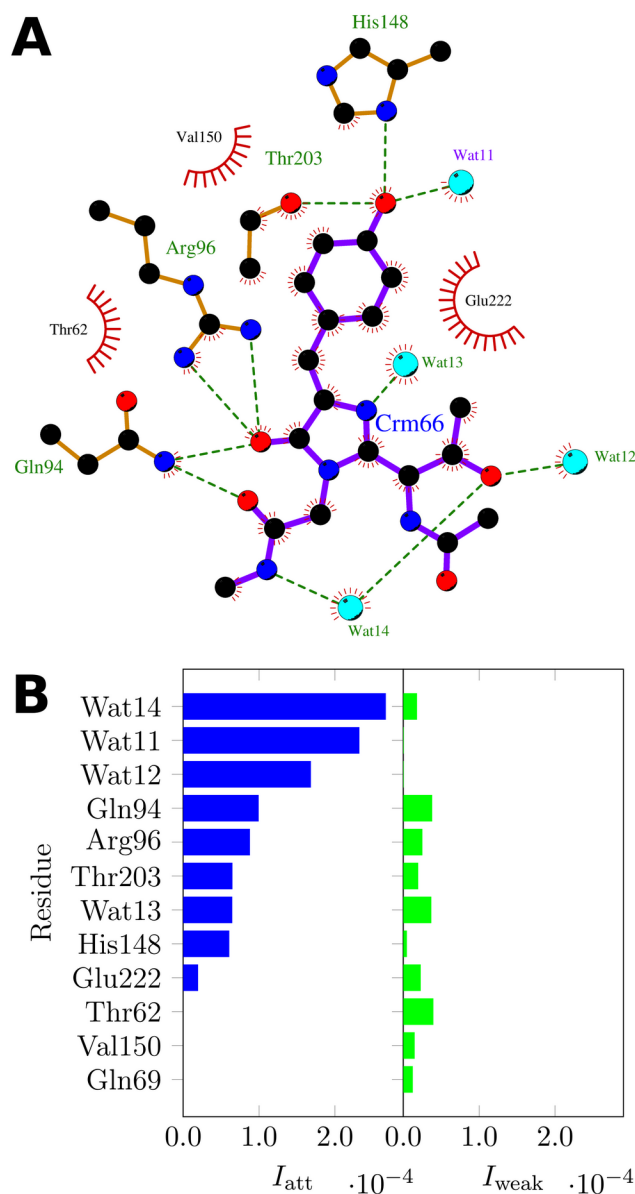 A
His148
Val150
Thr203
Wat11
Arg96
Glu222
Thr62
Wat13
Crm66
Gln94
Wat12
Wat14
B
Residue
Wat14
Wat11
Wat12
Gln94
Arg96
Thr203
Wat13
His148
Glu222
Thr62
Val150
Gln69
0.0 1.0 2.0 0.0 1.0 2.0
I_att ·10^−4 I_weak ·10^−4